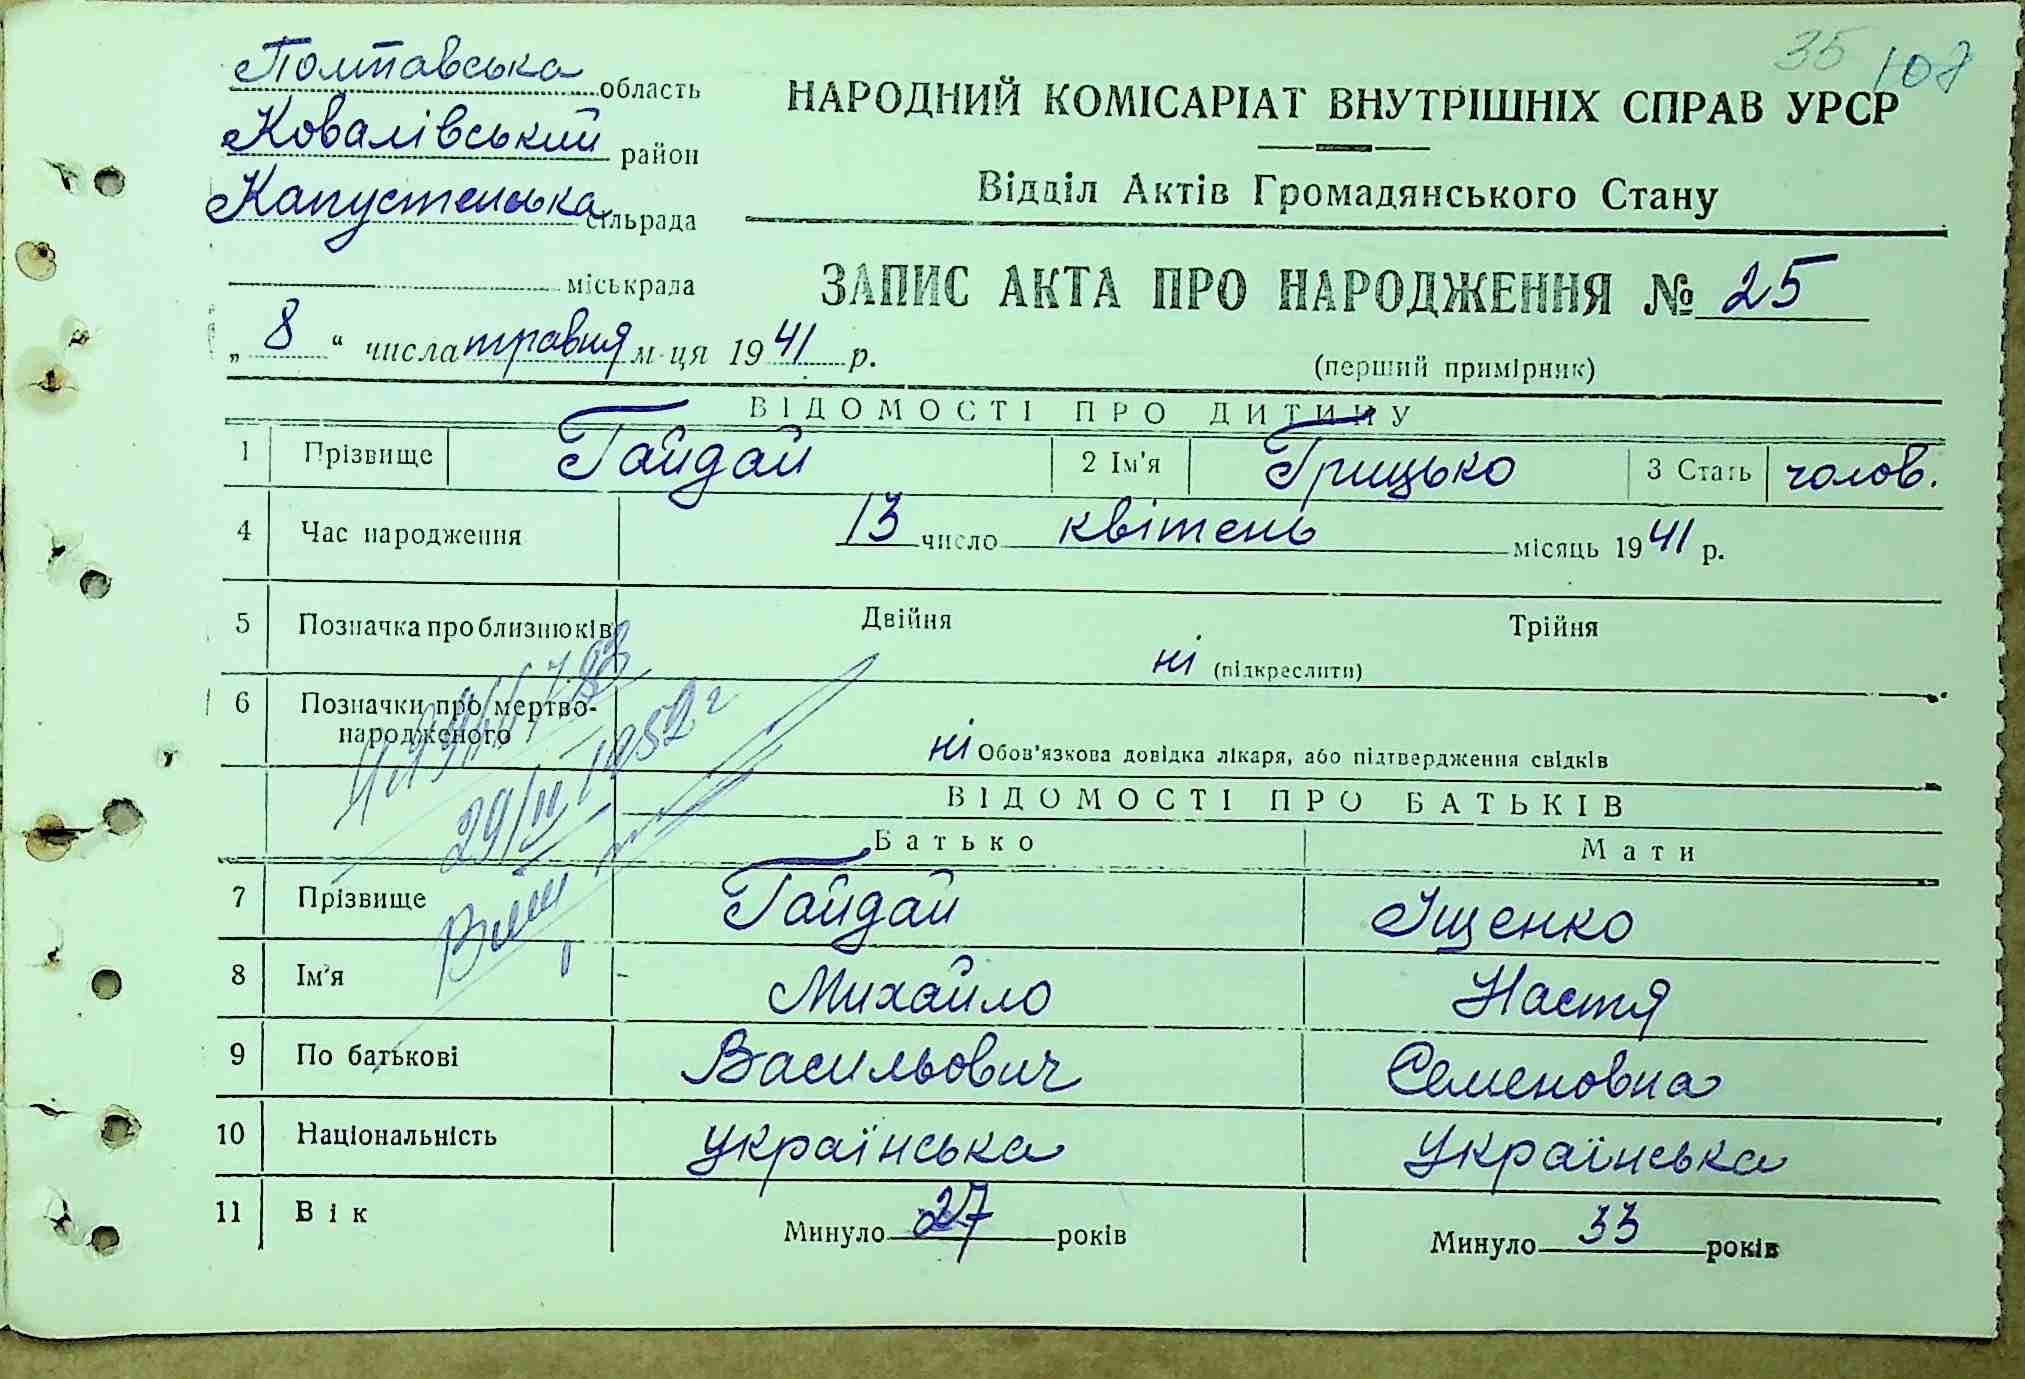 35 108
Полтавська область
Ковалівський район
Капустенська сільрада
міськрада
НАРОДНИЙ КОМІСАРІАТ ВНУТРІШНІХ СПРАВ УРСР
Відділ Актів Громадянського Стану
ЗАПИС АКТА ПРО НАРОДЖЕННЯ № 25
„ 8 “ числа травня м-ця 1941 р.
(перший примірник)
ВІДОМОСТІ ПРО ДИТИНУ
1 Прізвище Гайдай 2 Ім'я Грицько 3 Стать чолов.
4 Час народження 13 число квітень місяць 1941 р.
5 Позначка про близнюків Двійня Трійня
ні (підкреслити)
6 Позначки про мертво-
народженого
ні Обов'язкова довідка лікаря, або підтвердження свідків
ВІДОМОСТІ ПРО БАТЬКІВ
Батько Мати
7 Прізвище Гайдай Іщенко
8 Ім'я Михайло Настя
9 По батькові Васильович Семеновна
10 Національність українська українська
11 Вік Минуло 27 років Минуло 33 років